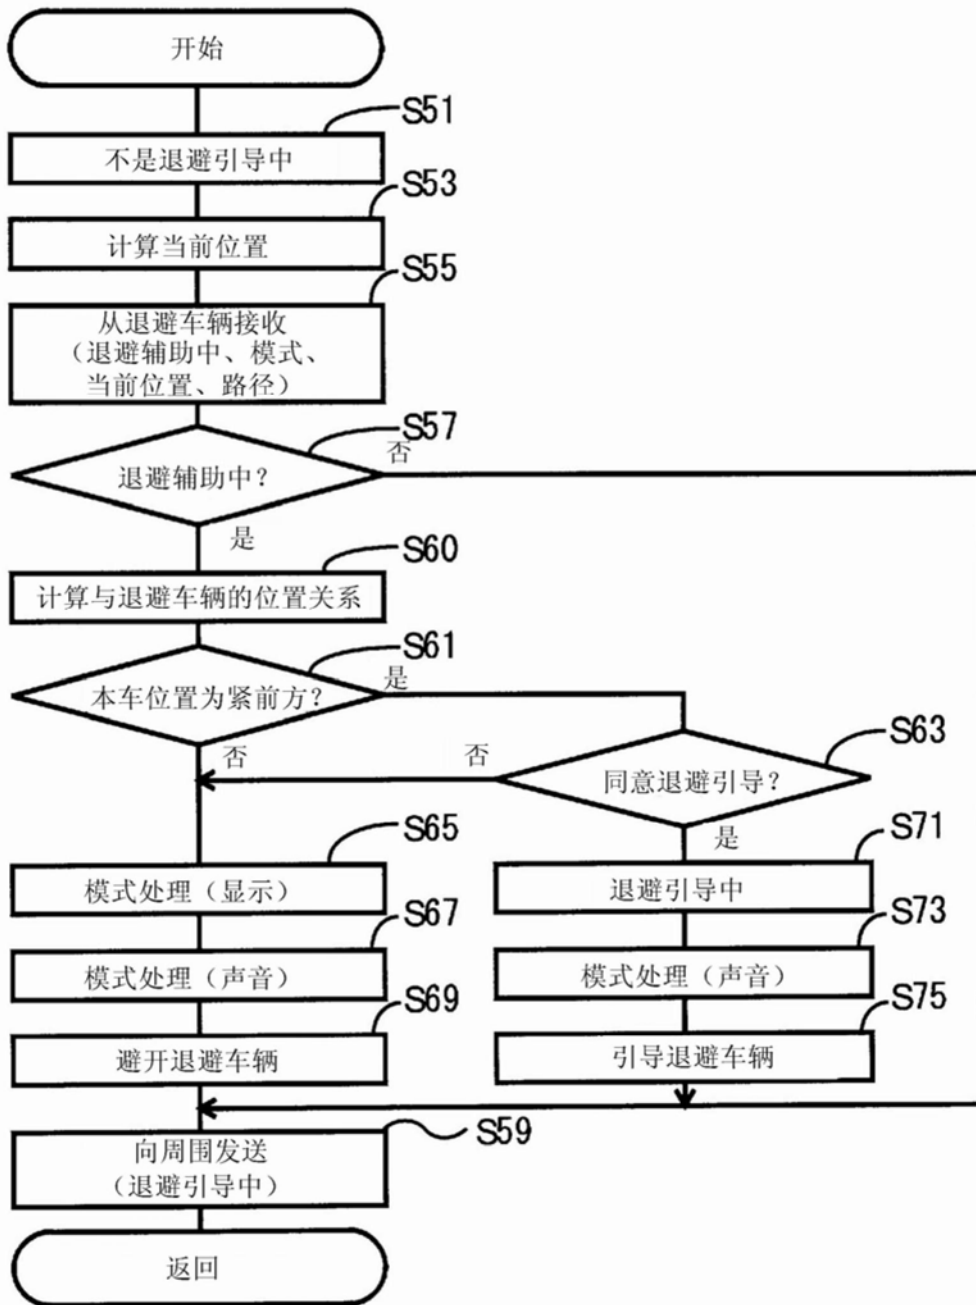 开始
S51
不是退避引导中
S53
计算当前位置
S55
从退避车辆接收
（退避辅助中、模式、
当前位置、路径）
S57
退避辅助中？
否
是
S60
计算与退避车辆的位置关系
S61
本车位置为紧前方？
是
否
S63
同意退避引导？
否
是
S65
模式处理（显示）
S67
模式处理（声音）
S69
避开退避车辆
S71
退避引导中
S73
模式处理（声音）
S75
引导退避车辆
S59
向周围发送
（退避引导中）
返回